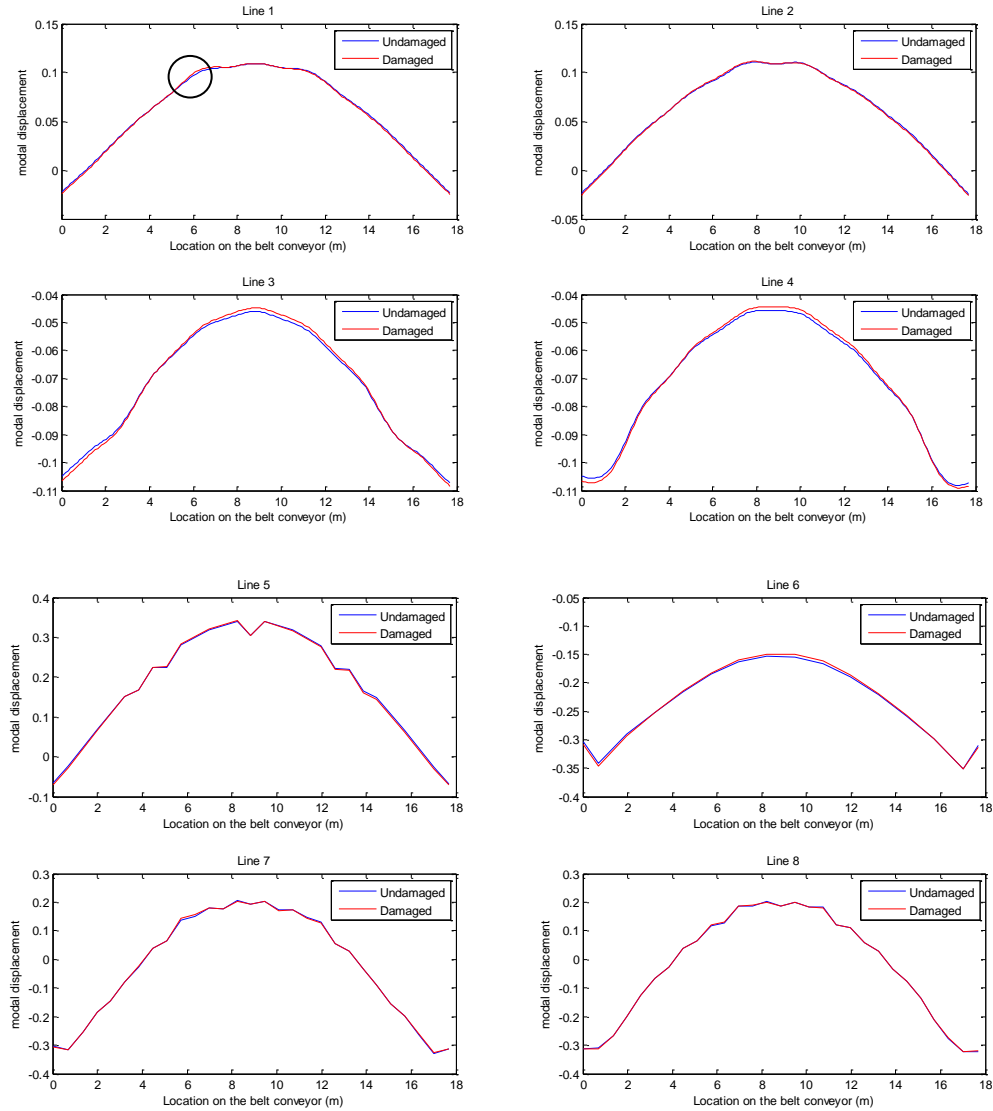 Line 1
0.15
0.1
0.05
0
modal displacement
Undamaged
Damaged
0 2 4 6 8 10 12 14 16 18
Location on the belt conveyor (m)
Line 2
0.15
0.1
0.05
0
-0.05
modal displacement
Undamaged
Damaged
0 2 4 6 8 10 12 14 16 18
Location on the belt conveyor (m)
Line 3
-0.04
-0.05
-0.06
-0.07
-0.08
-0.09
-0.1
-0.11
modal displacement
Undamaged
Damaged
0 2 4 6 8 10 12 14 16 18
Location on the belt conveyor (m)
Line 4
-0.04
-0.05
-0.06
-0.07
-0.08
-0.09
-0.1
-0.11
modal displacement
Undamaged
Damaged
0 2 4 6 8 10 12 14 16 18
Location on the belt conveyor (m)
Line 5
0.4
0.3
0.2
0.1
0
-0.1
modal displacement
Undamaged
Damaged
0 2 4 6 8 10 12 14 16 18
Location on the belt conveyor (m)
Line 6
-0.05
-0.1
-0.15
-0.2
-0.25
-0.3
-0.35
-0.4
modal displacement
Undamaged
Damaged
0 2 4 6 8 10 12 14 16 18
Location on the belt conveyor (m)
Line 7
0.3
0.2
0.1
0
-0.1
-0.2
-0.3
-0.4
modal displacement
Undamaged
Damaged
0 2 4 6 8 10 12 14 16 18
Location on the belt conveyor (m)
Line 8
0.3
0.2
0.1
0
-0.1
-0.2
-0.3
-0.4
modal displacement
Undamaged
Damaged
0 2 4 6 8 10 12 14 16 18
Location on the belt conveyor (m)